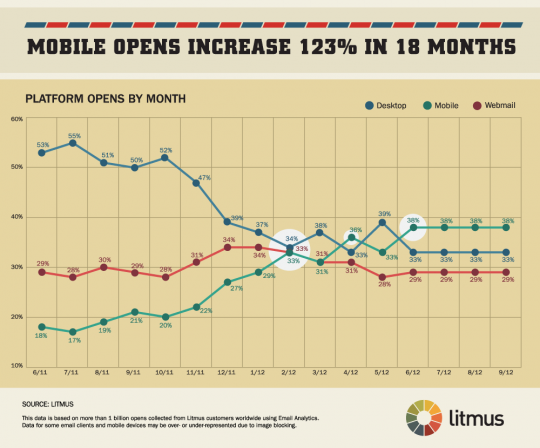 MOBILE OPENS INCREASE 123% IN 18 MONTHS
PLATFORM OPENS BY MONTH
Desktop Mobile Webmail
60%
50%
40%
30%
20%
10%
53% 55% 51% 50% 52% 47% 39% 37% 34% 38% 33% 39% 33% 33% 33% 33%
29% 28% 30% 29% 28% 31% 34% 34% 33% 31% 31% 28% 29% 29% 29% 29%
18% 17% 19% 21% 20% 22% 27% 29% 33% 31% 36% 33% 38% 38% 38% 38%
6/11 7/11 8/11 9/11 10/11 11/11 12/11 1/12 2/12 3/12 4/12 5/12 6/12 7/12 8/12 9/12
SOURCE: LITMUS
This data is based on more than 1 billion opens collected from Litmus customers worldwide using Email Analytics.
Data for some email clients and mobile devices may be over- or under-represented due to image blocking.
litmus